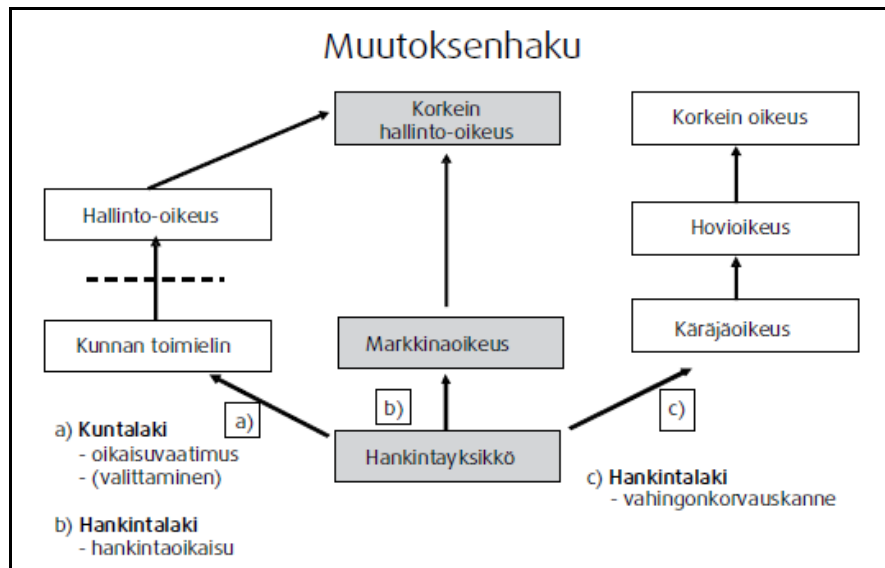 Muutoksenhaku
Korkein
hallinto-oikeus
Korkein oikeus
Hallinto-oikeus
Hovioikeus
Kunnan toimielin
Markkinaoikeus
Käräjäoikeus
a)
b)
c)
Hankintayksikkö
a) Kuntalaki
- oikaisuvaatimus
- (valittaminen)
b) Hankintalaki
- hankintaoikaisu
c) Hankintalaki
- vahingonkorvauskanne